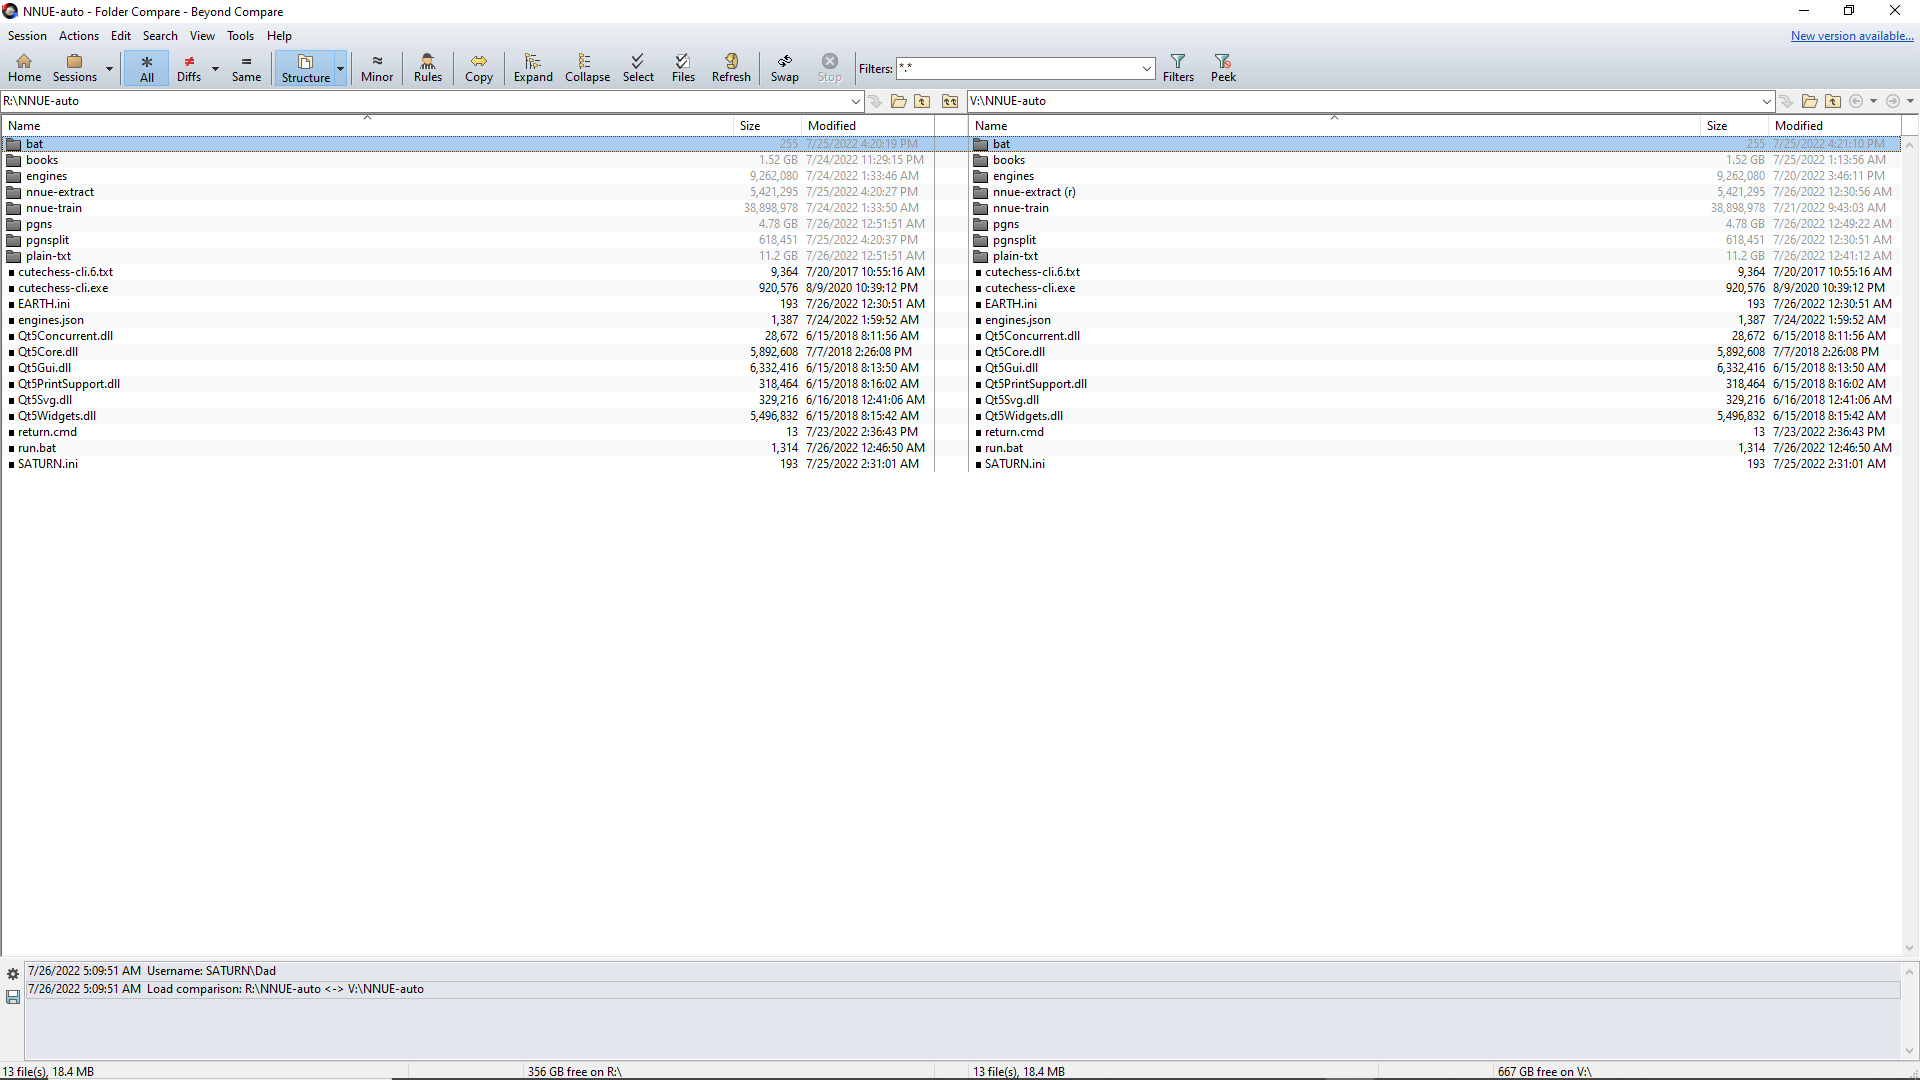 NNUE-auto - Folder Compare - Beyond Compare
Session Actions Edit Search View Tools Help New version available...
Home Sessions All Diffs Same Structure Minor Rules Copy Expand Collapse Select Files Refresh Swap Stop Filters: *.* Filters Peek
R:\NNUE-auto V:\NNUE-auto
Name Size Modified Name Size Modified
bat 255 7/25/2022 4:20:19 PM bat 255 7/25/2022 4:21:10 PM
books 1.52 GB 7/24/2022 11:29:15 PM books 1.52 GB 7/25/2022 1:13:56 AM
engines 9,262,080 7/24/2022 1:33:46 AM engines 9,262,080 7/20/2022 3:46:11 PM
nnue-extract 5,421,295 7/25/2022 4:20:27 PM nnue-extract (r) 5,421,295 7/26/2022 12:30:56 AM
nnue-train 38,898,978 7/24/2022 1:33:50 AM nnue-train 38,898,978 7/21/2022 9:43:03 AM
pgns 4.78 GB 7/26/2022 12:51:51 AM pgns 4.78 GB 7/26/2022 12:49:22 AM
pgnsplit 618,451 7/25/2022 4:20:37 PM pgnsplit 618,451 7/26/2022 12:30:51 AM
plain-txt 11.2 GB 7/26/2022 12:51:51 AM plain-txt 11.2 GB 7/26/2022 12:41:12 AM
cutechess-cli.6.txt 9,364 7/20/2017 10:55:16 AM cutechess-cli.6.txt 9,364 7/20/2017 10:55:16 AM
cutechess-cli.exe 920,576 8/9/2020 10:39:12 PM cutechess-cli.exe 920,576 8/9/2020 10:39:12 PM
EARTH.ini 193 7/26/2022 12:30:51 AM EARTH.ini 193 7/26/2022 12:30:51 AM
engines.json 1,387 7/24/2022 1:59:52 AM engines.json 1,387 7/24/2022 1:59:52 AM
Qt5Concurrent.dll 28,672 6/15/2018 8:11:56 AM Qt5Concurrent.dll 28,672 6/15/2018 8:11:56 AM
Qt5Core.dll 5,892,608 7/7/2018 2:26:08 PM Qt5Core.dll 5,892,608 7/7/2018 2:26:08 PM
Qt5Gui.dll 6,332,416 6/15/2018 8:13:50 AM Qt5Gui.dll 6,332,416 6/15/2018 8:13:50 AM
Qt5PrintSupport.dll 318,464 6/15/2018 8:16:02 AM Qt5PrintSupport.dll 318,464 6/15/2018 8:16:02 AM
Qt5Svg.dll 329,216 6/16/2018 12:41:06 AM Qt5Svg.dll 329,216 6/16/2018 12:41:06 AM
Qt5Widgets.dll 5,496,832 6/15/2018 8:15:42 AM Qt5Widgets.dll 5,496,832 6/15/2018 8:15:42 AM
return.cmd 13 7/23/2022 2:36:43 PM return.cmd 13 7/23/2022 2:36:43 PM
run.bat 1,314 7/26/2022 12:46:50 AM run.bat 1,314 7/26/2022 12:46:50 AM
SATURN.ini 193 7/25/2022 2:31:01 AM SATURN.ini 193 7/25/2022 2:31:01 AM
7/26/2022 5:09:51 AM Username: SATURN\Dad
7/26/2022 5:09:51 AM Load comparison: R:\NNUE-auto <-> V:\NNUE-auto
13 file(s), 18.4 MB 356 GB free on R:\ 13 file(s), 18.4 MB 667 GB free on V:\